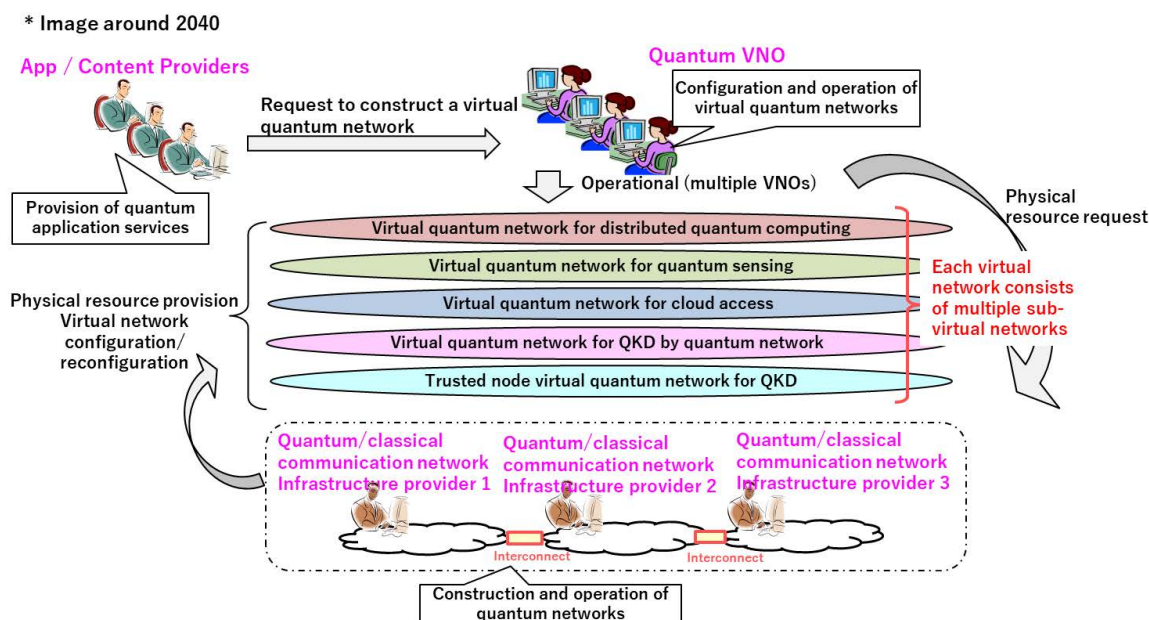 * Image around 2040
App / Content Providers
Quantum VNO
Request to construct a virtual
quantum network
Configuration and operation of
virtual quantum networks
Provision of quantum
application services
Operational (multiple VNOs)
Physical
resource request
Virtual quantum network for distributed quantum computing
Virtual quantum network for quantum sensing
Virtual quantum network for cloud access
Virtual quantum network for QKD by quantum network
Trusted node virtual quantum network for QKD
Each virtual
network consists
of multiple sub-
virtual networks
Physical resource provision
Virtual network
configuration/
reconfiguration
Quantum/classical
communication network
Infrastructure provider 1
Quantum/classical
communication network
Infrastructure provider 2
Quantum/classical
communication network
Infrastructure provider 3
Interconnect
Interconnect
Construction and operation of
quantum networks